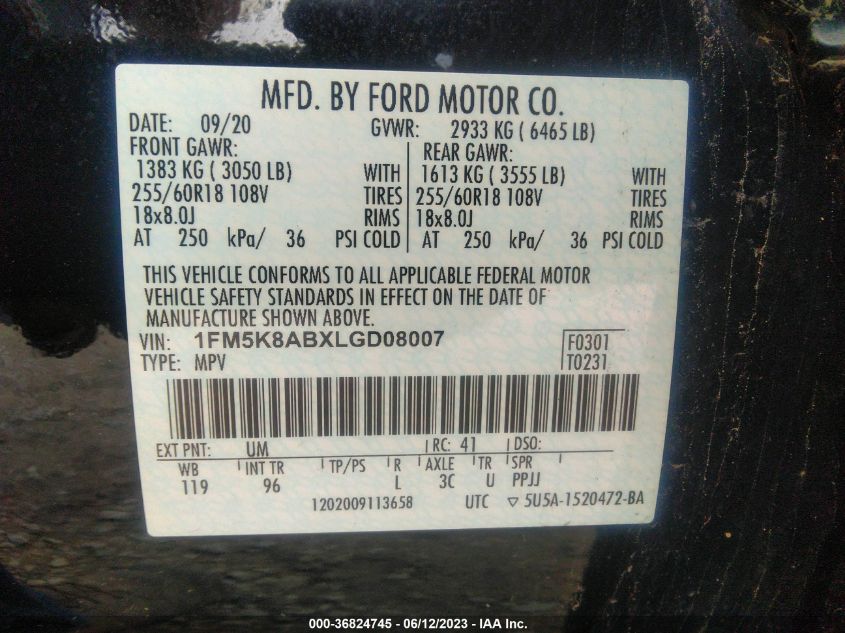 MFD. BY FORD MOTOR CO.
DATE: 09/20 GVWR: 2933 KG ( 6465 LB)
FRONT GAWR: REAR GAWR:
1383 KG ( 3050 LB) WITH 1613 KG ( 3555 LB) WITH
255/60R18 108V TIRES 255/60R18 108V TIRES
18x8.0J RIMS 18x8.0J RIMS
AT 250 kPa/ 36 PSI COLD AT 250 kPa/ 36 PSI COLD
THIS VEHICLE CONFORMS TO ALL APPLICABLE FEDERAL MOTOR
VEHICLE SAFETY STANDARDS IN EFFECT ON THE DATE OF
MANUFACTURE SHOWN ABOVE.
VIN: 1FM5K8ABXLGD08007 F0301
TYPE: MPV T0231
EXT PNT: UM RC: 41 DSO:
WB INT TR TP/PS R AXLE TR SPR
119 96 L 3C U PPJJ
1202009113658 UTC ▽ 5U5A-1520472-BA
000-36824745 - 06/12/2023 - IAA Inc.